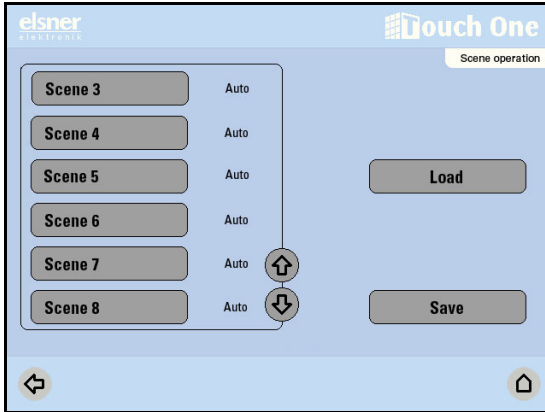 elsner
elektronik
Touch One
Scene operation
Scene 3 Auto
Scene 4 Auto
Scene 5 Auto
Load
Scene 6 Auto
Scene 7 Auto
Scene 8 Auto
Save